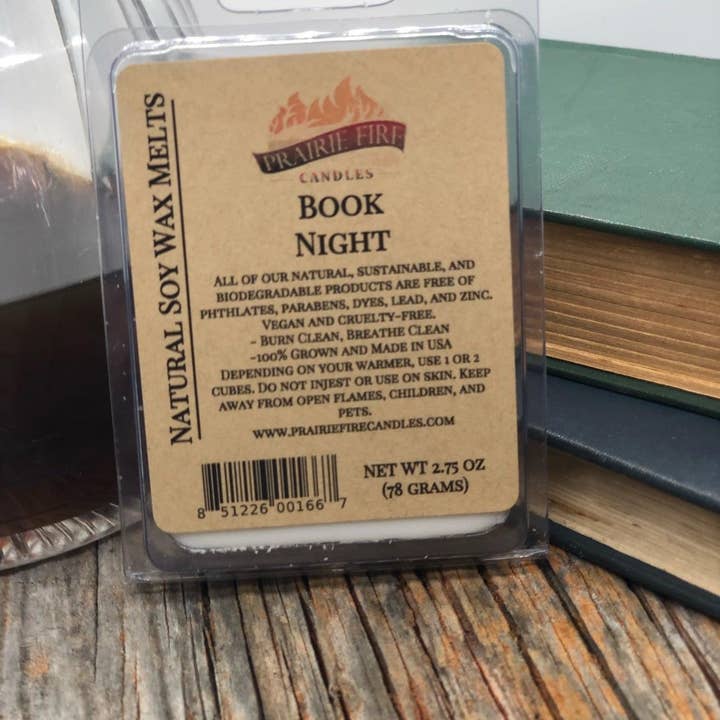 NATURAL SOY WAX MELTS
PRAIRIE FIRE
CANDLES
BOOK
NIGHT
ALL OF OUR NATURAL, SUSTAINABLE, AND
BIODEGRADABLE PRODUCTS ARE FREE OF
PHTHLATES, PARABENS, DYES, LEAD, AND ZINC.
VEGAN AND CRUELTY-FREE.
- BURN CLEAN, BREATHE CLEAN
-100% GROWN AND MADE IN USA
DEPENDING ON YOUR WARMER, USE 1 OR 2
CUBES. DO NOT INJEST OR USE ON SKIN. KEEP
AWAY FROM OPEN FLAMES, CHILDREN, AND
PETS.
WWW.PRAIRIEFIRECANDLES.COM
8 51226 00166 7
NET WT 2.75 OZ
(78 GRAMS)